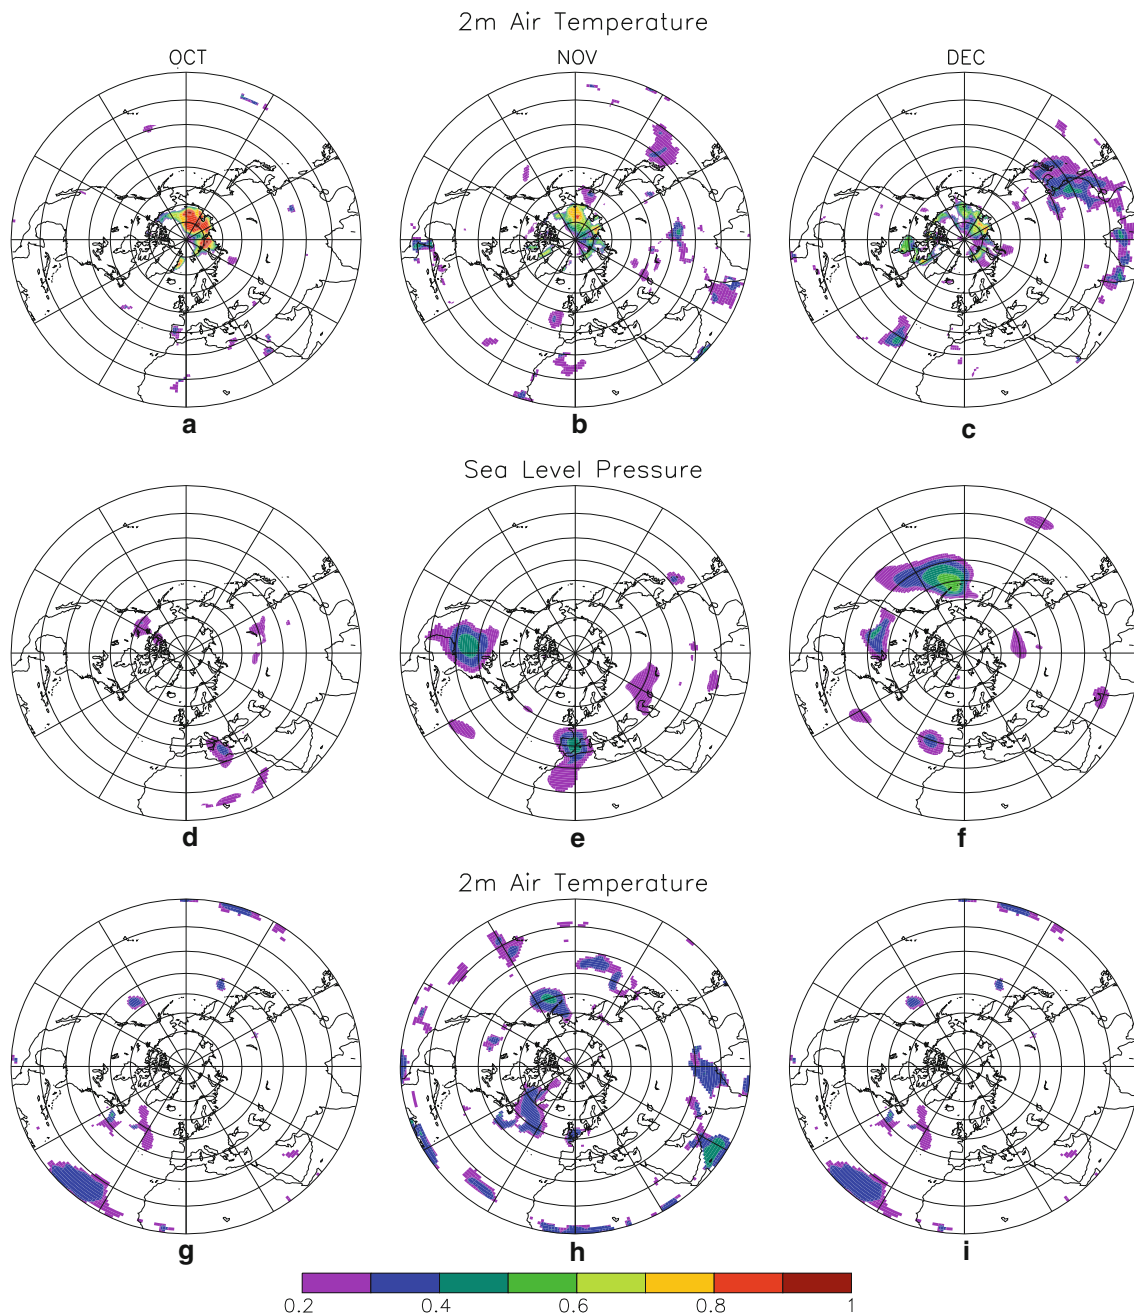 2m Air Temperature
OCT NOV DEC
a b c
Sea Level Pressure
d e f
2m Air Temperature
g h i
0.2 0.4 0.6 0.8 1